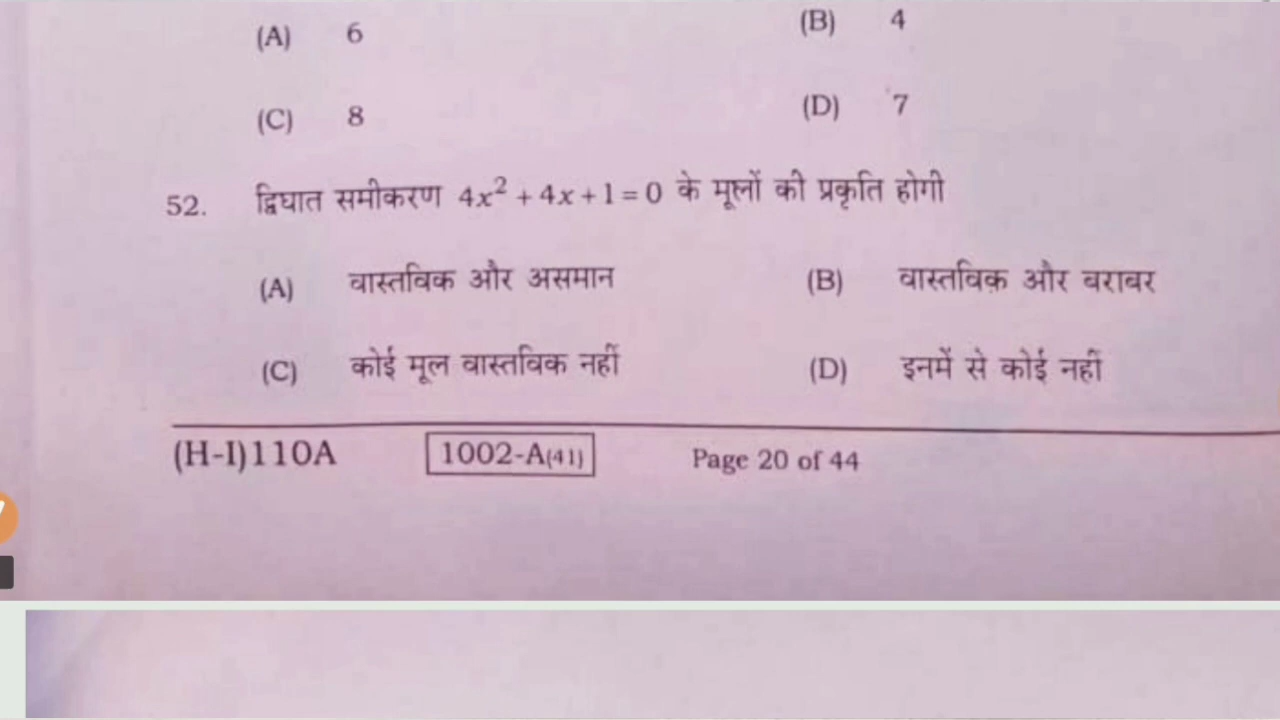 (A) 6 (B) 4
(C) 8 (D) 7
52. द्विघात समीकरण 4x² + 4x + 1 = 0 के मूलों की प्रकृति होगी
(A) वास्तविक और असमान (B) वास्तविक और बराबर
(C) कोई मूल वास्तविक नहीं (D) इनमें से कोई नहीं
(H-I)110A 1002-A(41) Page 20 of 44